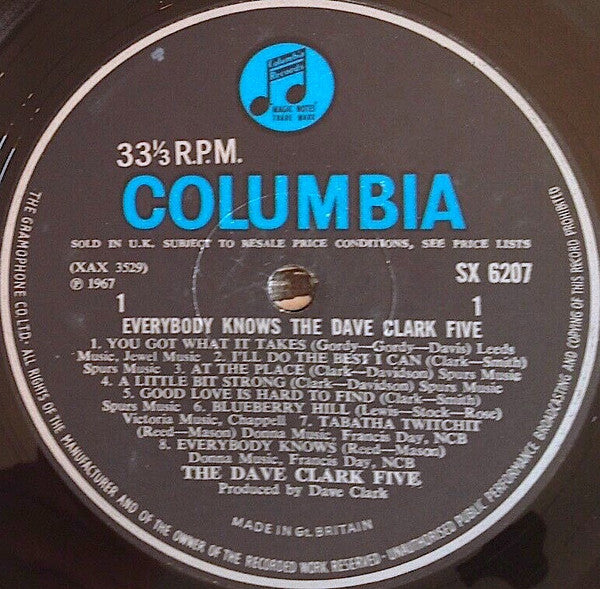 Columbia
Records
MAGIC NOTES
TRADE MARK
33⅓ R.P.M.
COLUMBIA
SOLD IN U.K. SUBJECT TO RESALE PRICE CONDITIONS, SEE PRICE LISTS
(XAX 3529) SX 6207
℗ 1967
1 1
EVERYBODY KNOWS THE DAVE CLARK FIVE
1. YOU GOT WHAT IT TAKES (Gordy—Gordy—Davis) Leeds
Music, Jewel Music 2. I'LL DO THE BEST I CAN (Clark—Smith)
Spurs Music 3. AT THE PLACE (Clark—Davidson) Spurs Music
4. A LITTLE BIT STRONG (Clark—Davidson) Spurs Music
5. GOOD LOVE IS HARD TO FIND (Clark—Smith)
Spurs Music 6. BLUEBERRY HILL (Lewis—Stock—Rose)
Victoria Music, Chappell 7. TABATHA TWITCHIT
(Reed—Mason) Donna Music, Francis Day, NCB
8. EVERYBODY KNOWS (Reed—Mason)
Donna Music, Francis Day, NCB
THE DAVE CLARK FIVE
Produced by Dave Clark
MADE IN GT. BRITAIN
THE GRAMOPHONE CO. LTD · ALL RIGHTS OF THE MANUFACTURER AND OF THE OWNER OF THE RECORDED WORK RESERVED · UNAUTHORISED PUBLIC PERFORMANCE BROADCASTING AND COPYING OF THIS RECORD PROHIBITED